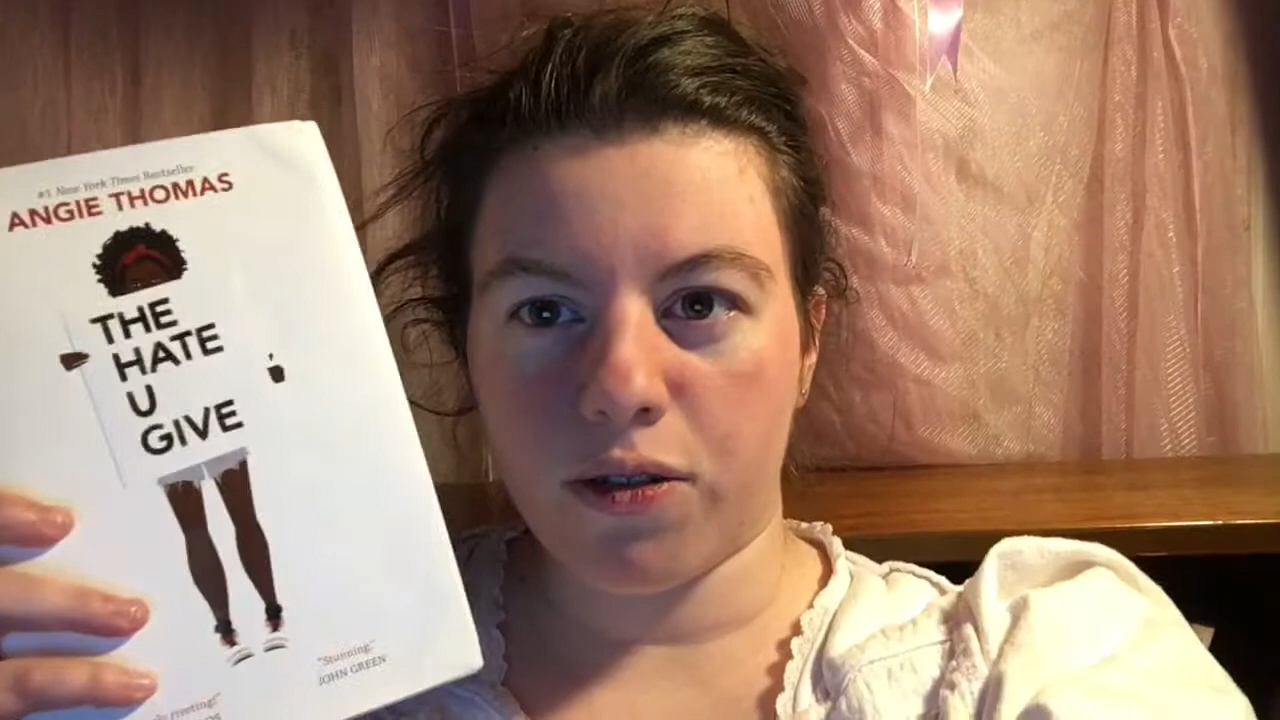 #1 New York Times Bestseller
ANGIE THOMAS
THE
HATE
U
GIVE
"Stunning."
JOHN GREEN